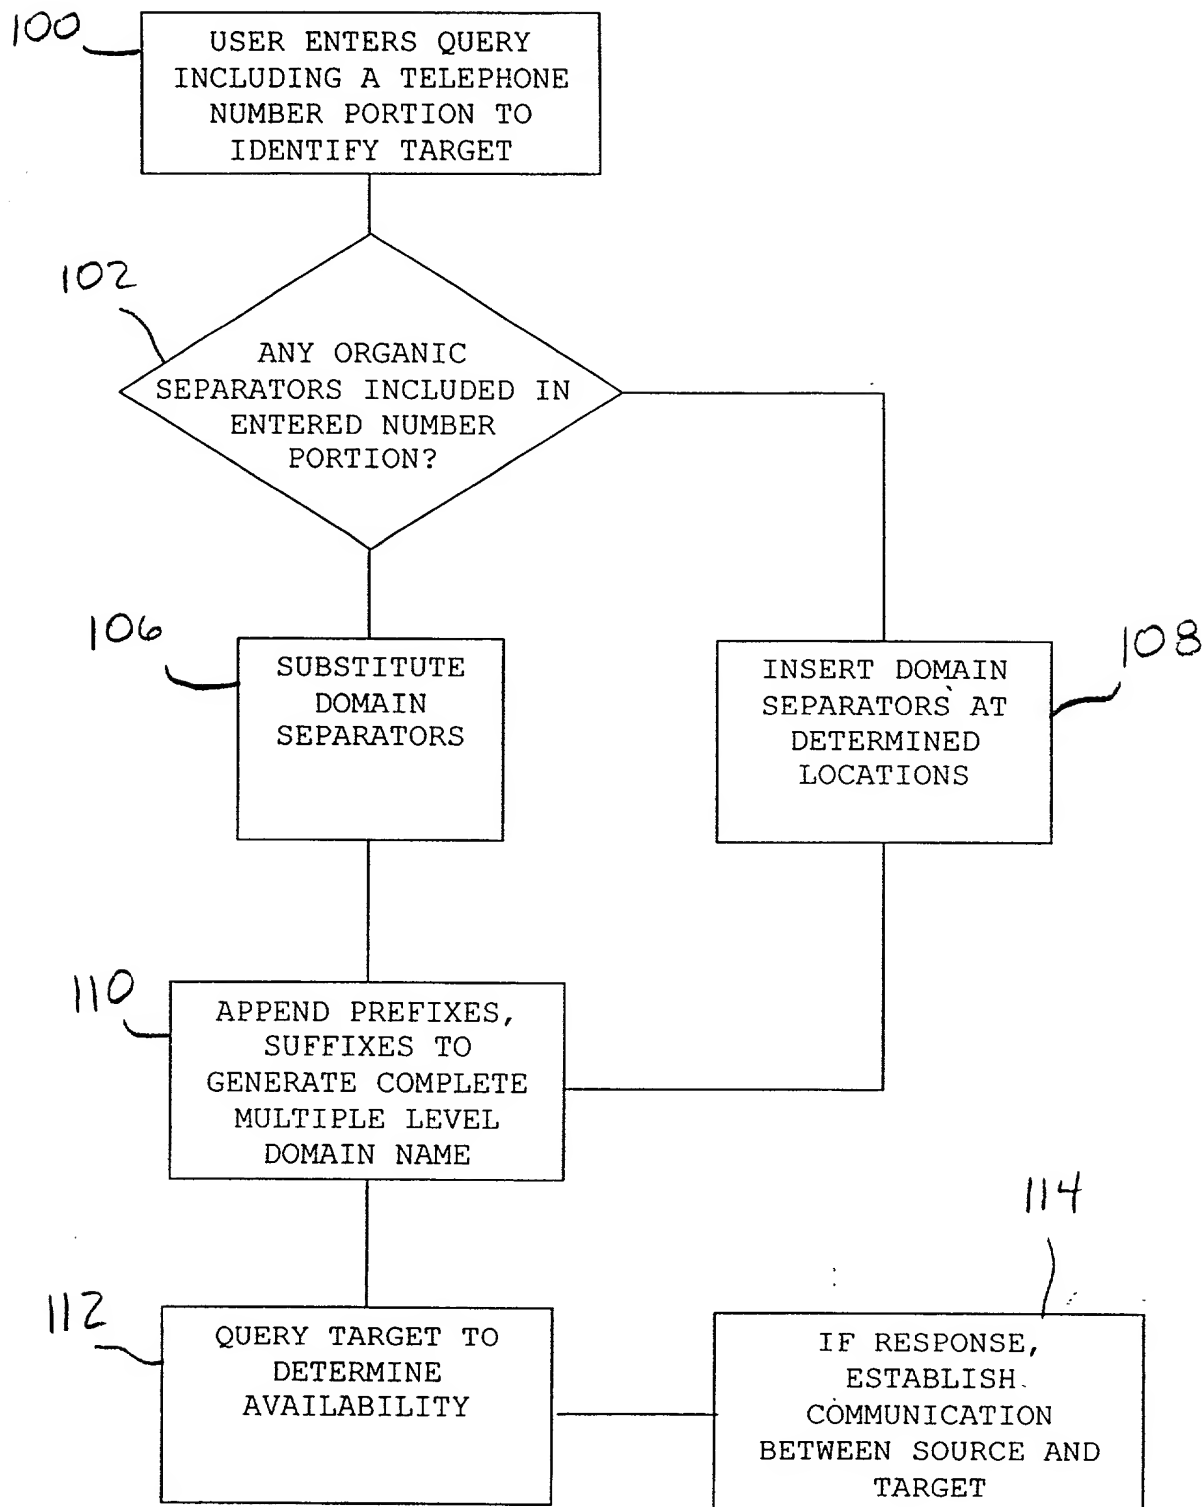 100
USER ENTERS QUERY
INCLUDING A TELEPHONE
NUMBER PORTION TO
IDENTIFY TARGET
102
ANY ORGANIC
SEPARATORS INCLUDED IN
ENTERED NUMBER
PORTION?
106
SUBSTITUTE
DOMAIN
SEPARATORS
108
INSERT DOMAIN
SEPARATORS AT
DETERMINED
LOCATIONS
110
APPEND PREFIXES,
SUFFIXES TO
GENERATE COMPLETE
MULTIPLE LEVEL
DOMAIN NAME
112
QUERY TARGET TO
DETERMINE
AVAILABILITY
114
IF RESPONSE,
ESTABLISH
COMMUNICATION
BETWEEN SOURCE AND
TARGET